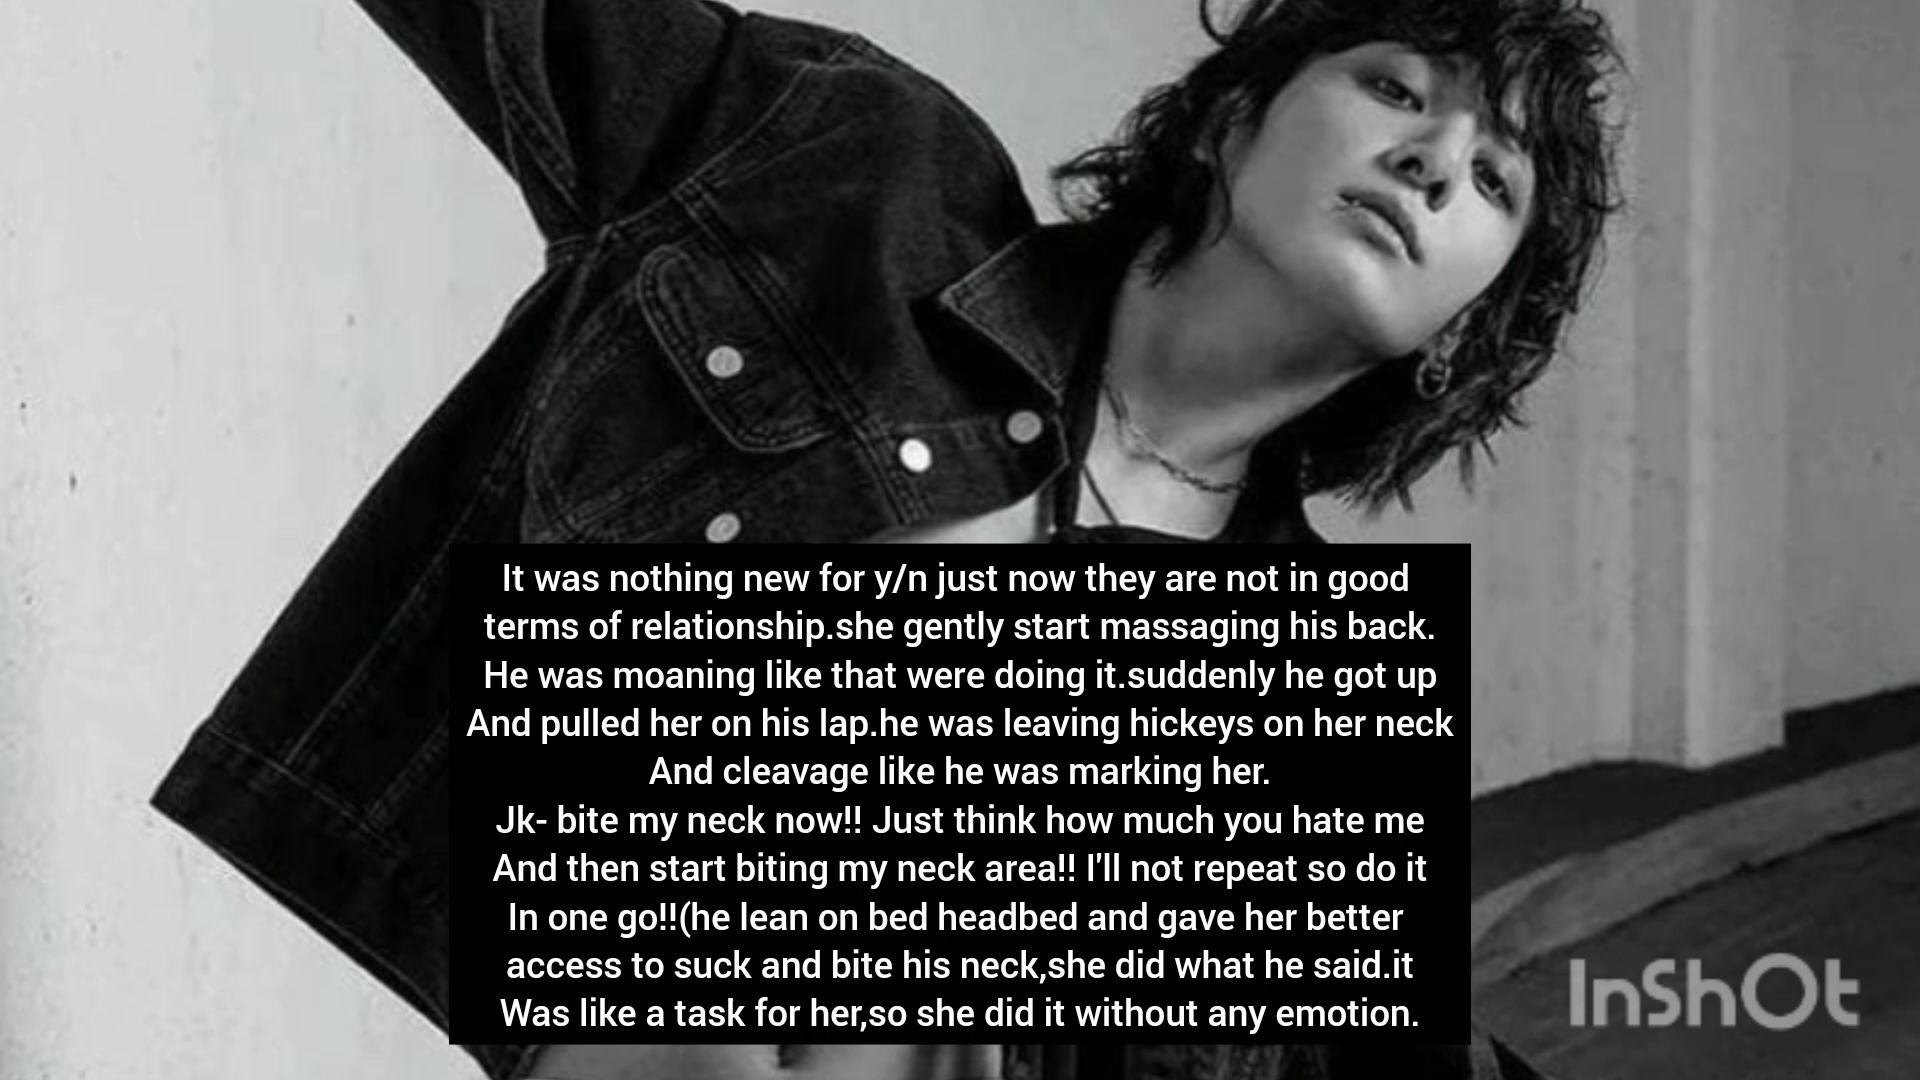 It was nothing new for y/n just now they are not in good
terms of relationship.she gently start massaging his back.
He was moaning like that were doing it.suddenly he got up
And pulled her on his lap.he was leaving hickeys on her neck
And cleavage like he was marking her.
Jk- bite my neck now!! Just think how much you hate me
And then start biting my neck area!! I'll not repeat so do it
In one go!!(he lean on bed headbed and gave her better
access to suck and bite his neck,she did what he said.it
Was like a task for her,so she did it without any emotion.
InShOt